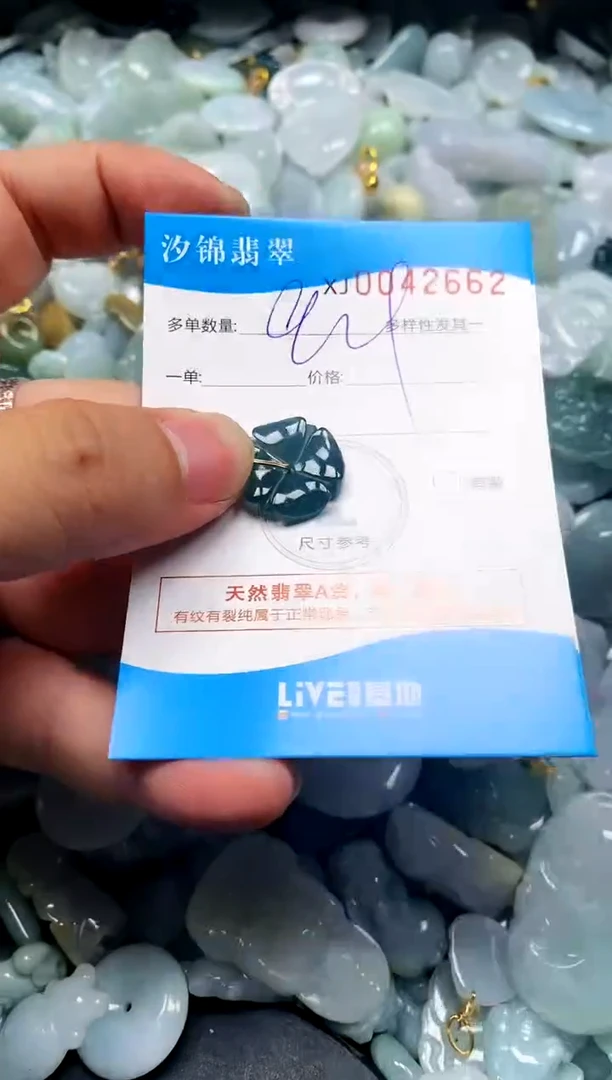 汐锦翡翠
XJ0042662
多单数量:
多样性发其一
一单: 价格:
尺寸参考
天然翡翠A货,
有纹有裂纯属于正常
LiVE
基地